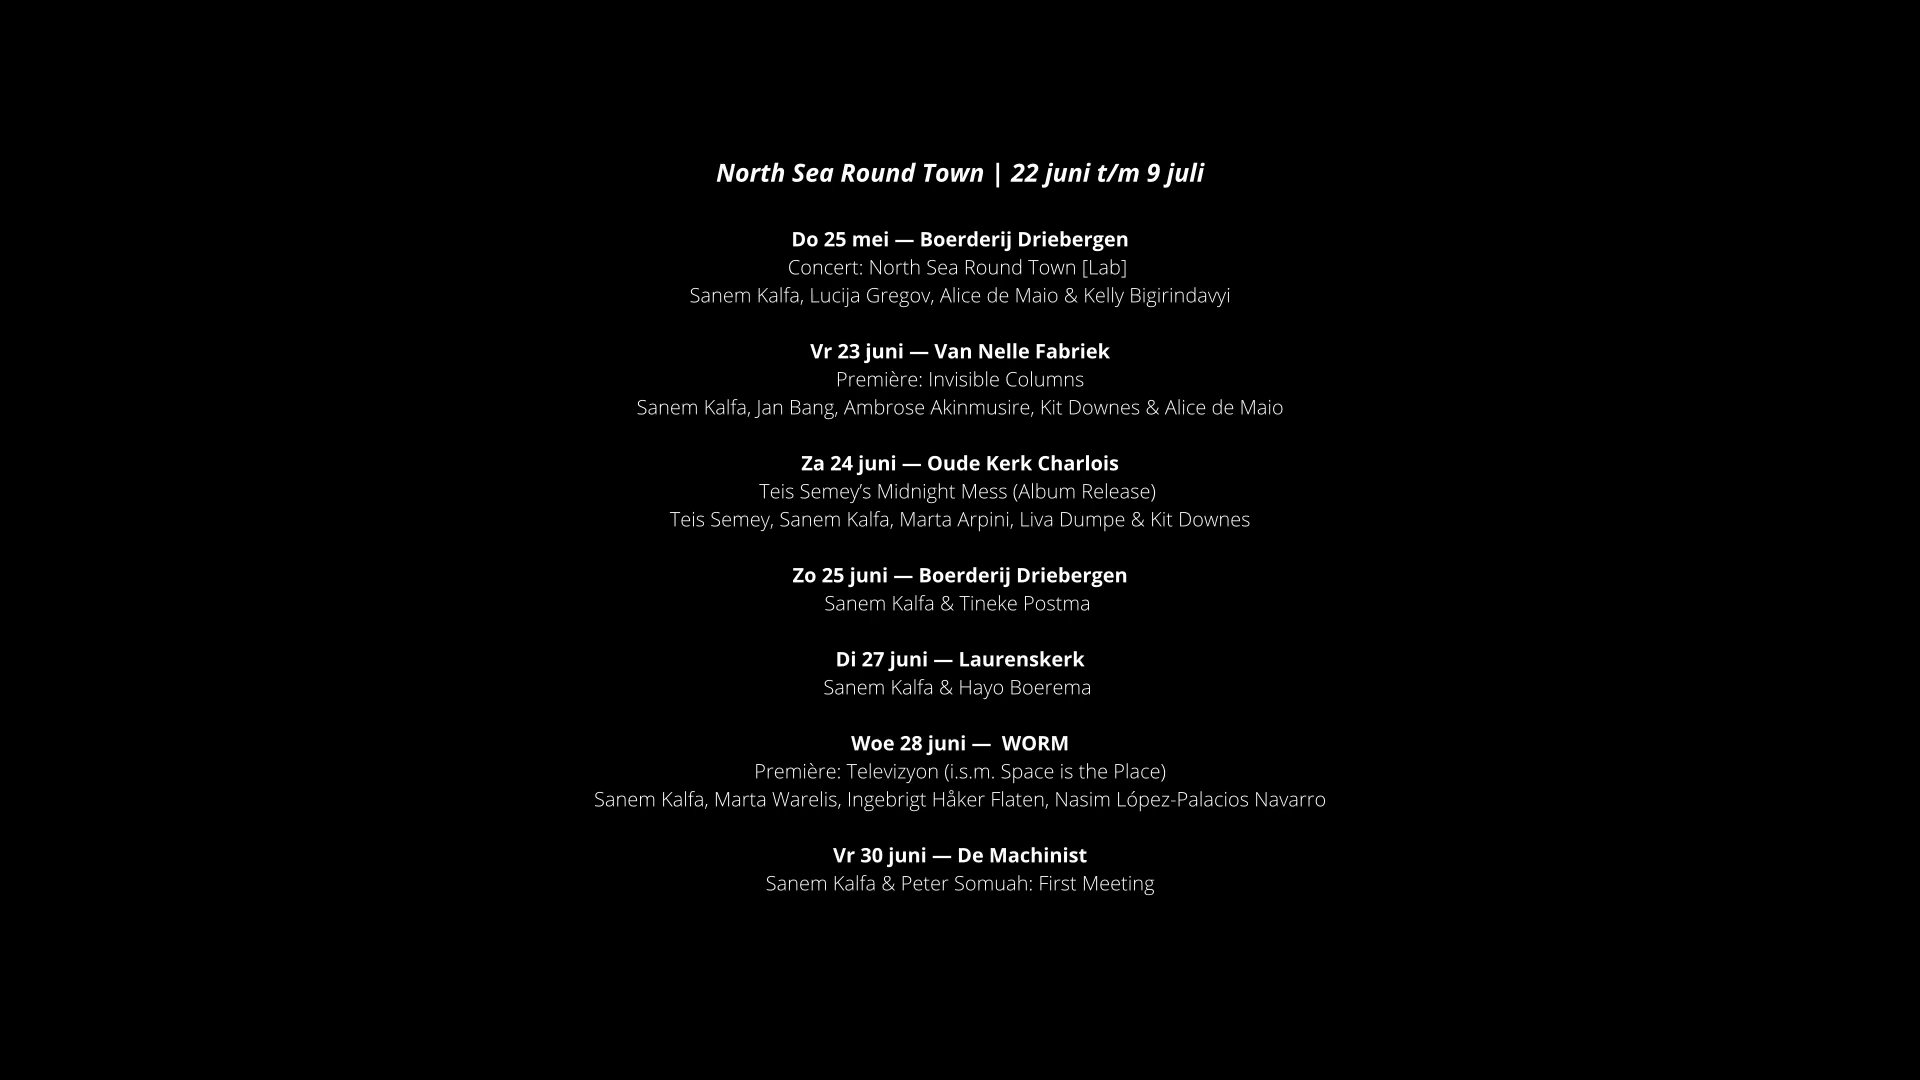 North Sea Round Town | 22 juni t/m 9 juli
Do 25 mei — Boerderij Driebergen
Concert: North Sea Round Town [Lab]
Sanem Kalfa, Lucija Gregov, Alice de Maio & Kelly Bigirindavyi
Vr 23 juni — Van Nelle Fabriek
Première: Invisible Columns
Sanem Kalfa, Jan Bang, Ambrose Akinmusire, Kit Downes & Alice de Maio
Za 24 juni — Oude Kerk Charlois
Teis Semey’s Midnight Mess (Album Release)
Teis Semey, Sanem Kalfa, Marta Arpini, Liva Dumpe & Kit Downes
Zo 25 juni — Boerderij Driebergen
Sanem Kalfa & Tineke Postma
Di 27 juni — Laurenskerk
Sanem Kalfa & Hayo Boerema
Woe 28 juni —  WORM
Première: Televizyon (i.s.m. Space is the Place)
Sanem Kalfa, Marta Warelis, Ingebrigt Håker Flaten, Nasim López-Palacios Navarro
Vr 30 juni — De Machinist
Sanem Kalfa & Peter Somuah: First Meeting